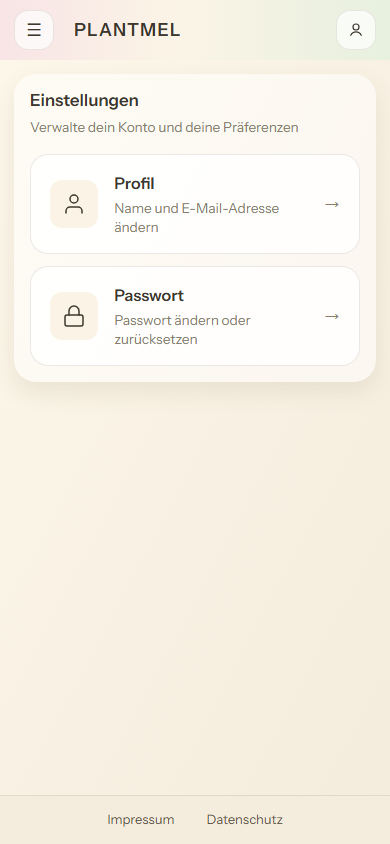 PLANTMEL
Einstellungen
Verwalte dein Konto und deine Präferenzen
Profil
Name und E-Mail-Adresse
ändern
→
Passwort
Passwort ändern oder
zurücksetzen
→
Impressum
Datenschutz